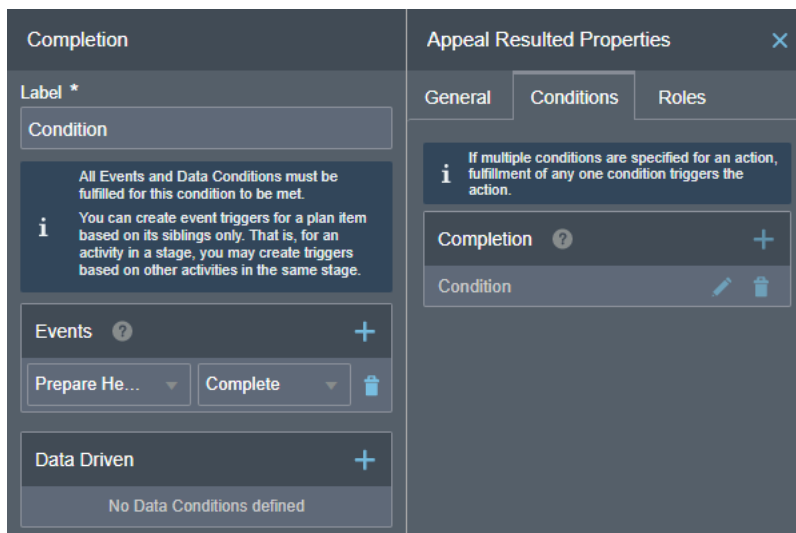 Completion
Label *
Condition
i
All Events and Data Conditions must be
fulfilled for this condition to be met.
You can create event triggers for a plan item
based on its siblings only. That is, for an
activity in a stage, you may create triggers
based on other activities in the same stage.
Events ?
Prepare He... Complete
Data Driven
No Data Conditions defined
Appeal Resulted Properties
General Conditions Roles
i
If multiple conditions are specified for an action,
fulfillment of any one condition triggers the
action.
Completion ?
Condition